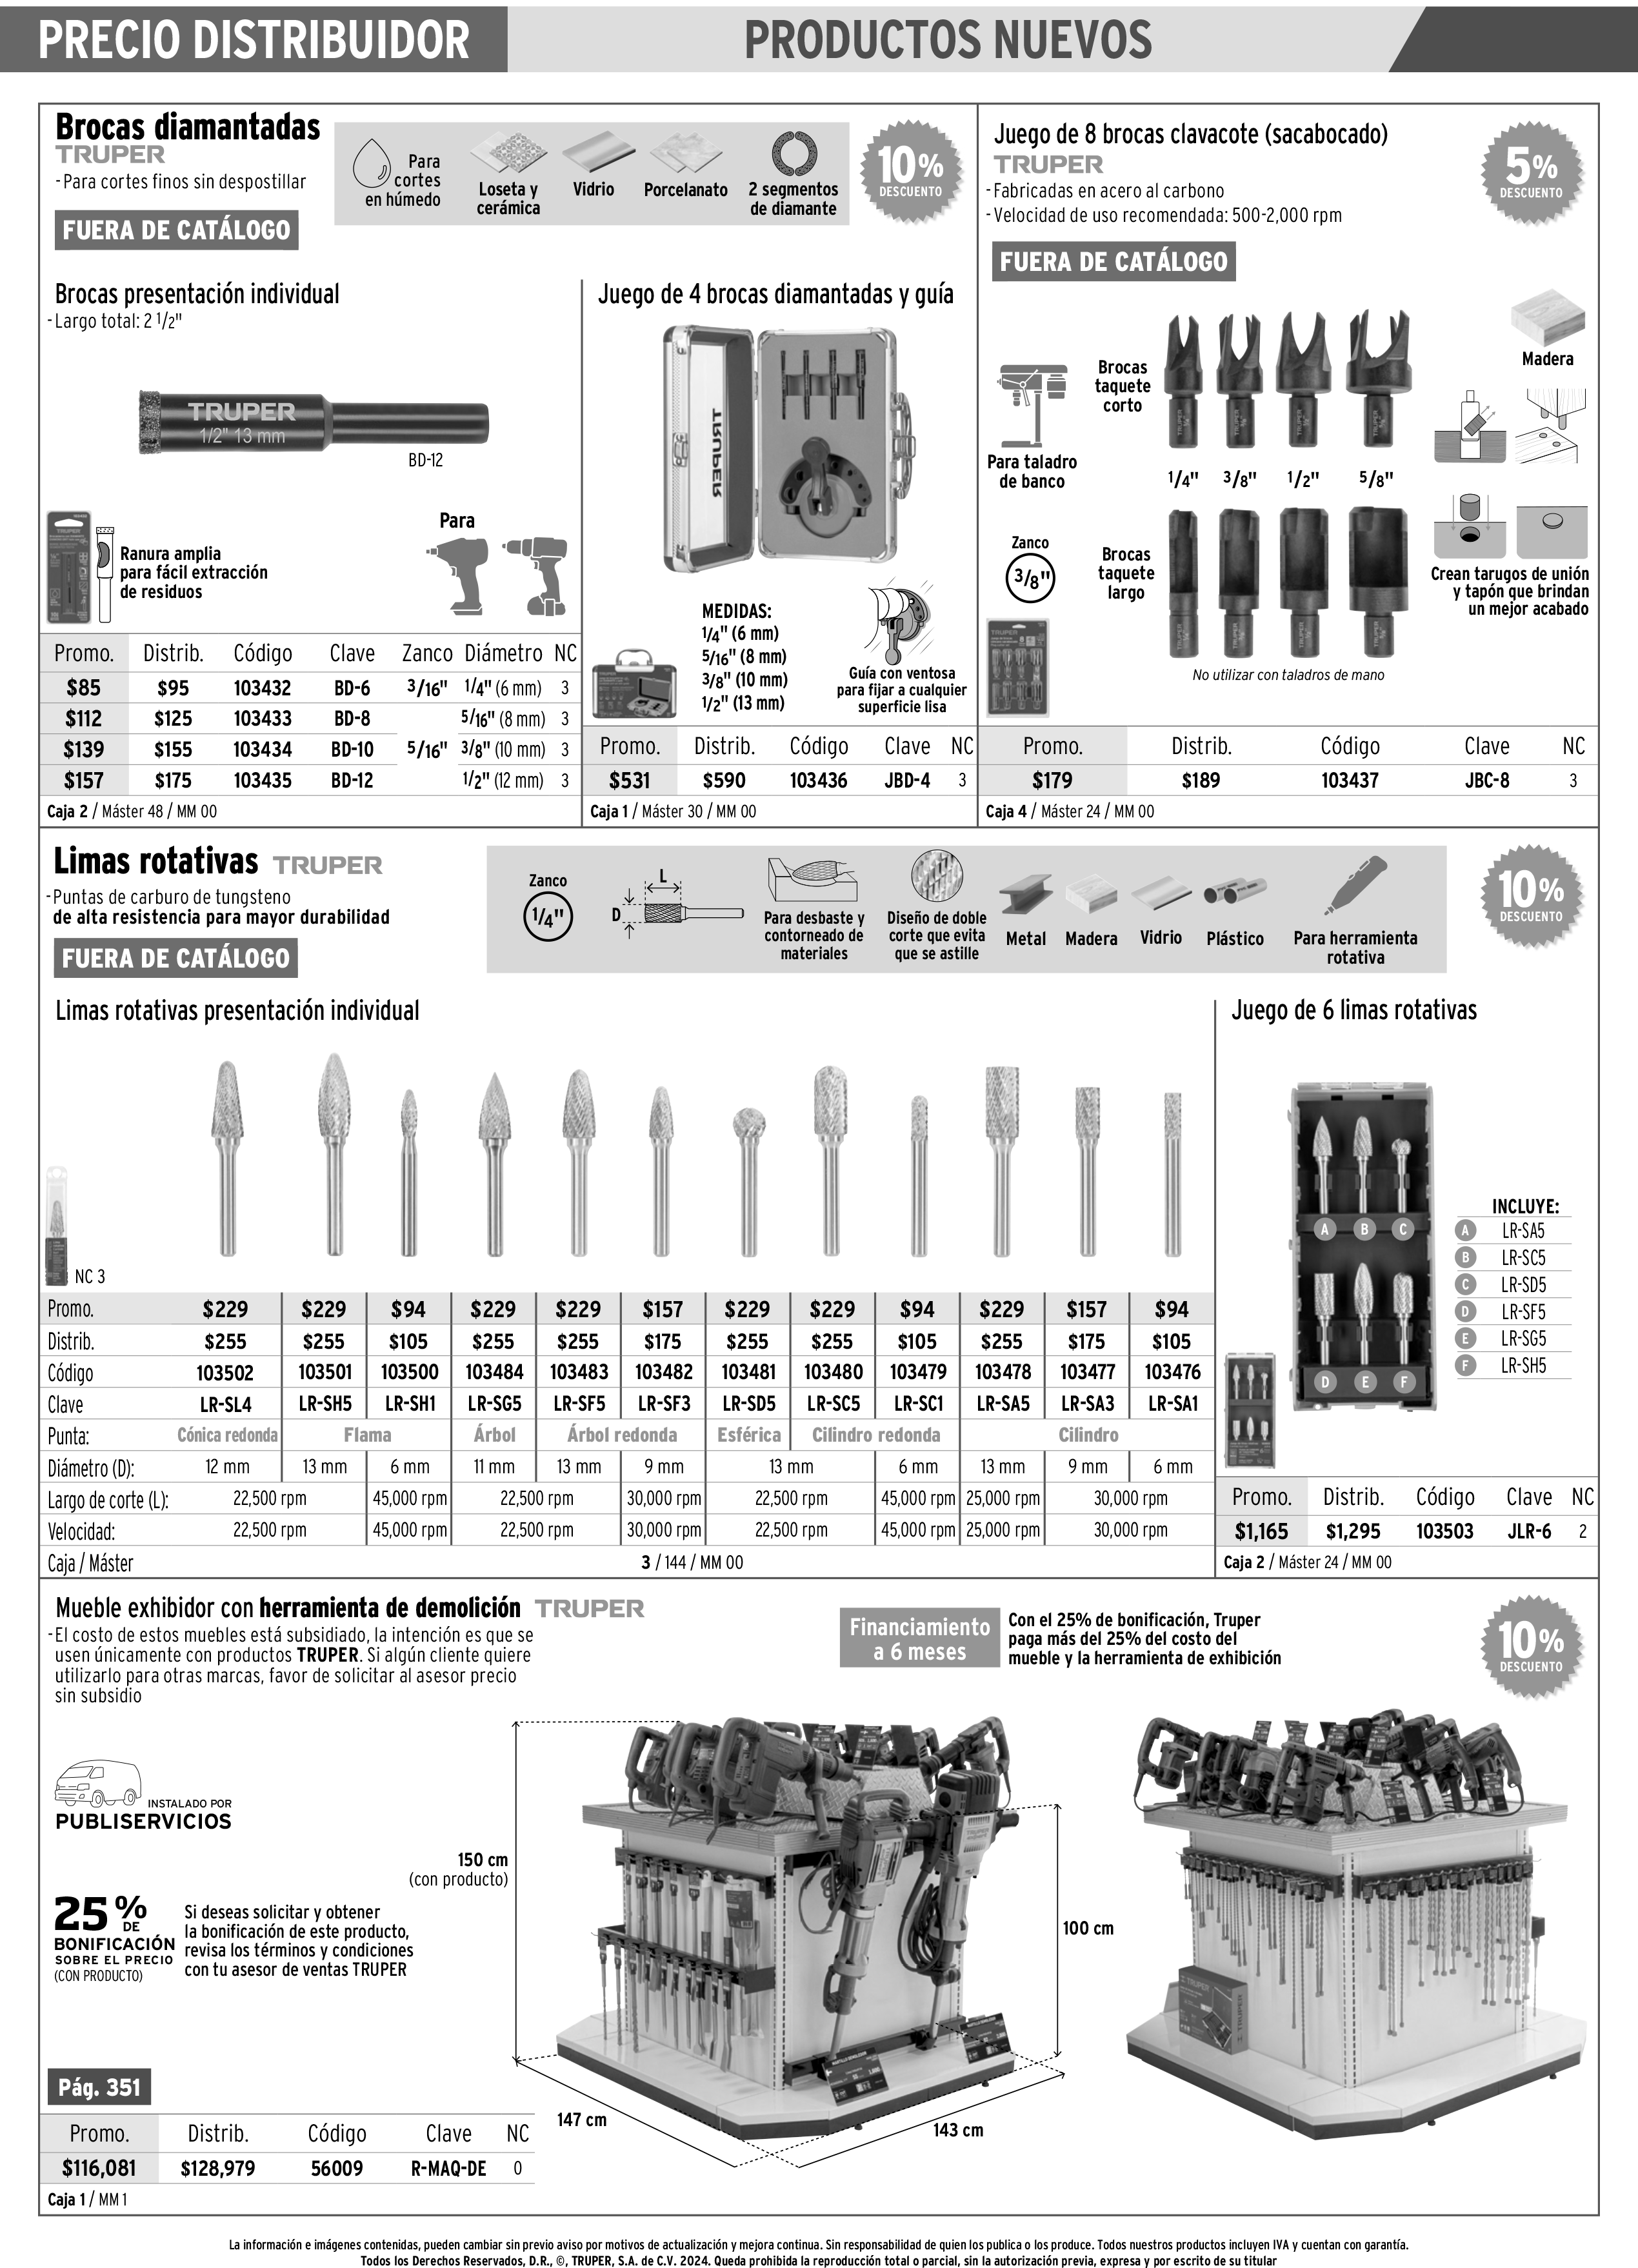 PRECIO DISTRIBUIDOR
PRODUCTOS NUEVOS
Brocas diamantadas
TRUPER
- Para cortes finos sin despostillar
FUERA DE CATÁLOGO
Para
cortes
en húmedo
Loseta y
cerámica
Vidrio
Porcelanato
2 segmentos
de diamante
10%
DESCUENTO
Brocas presentación individual
- Largo total: 2 1/2"
TRUPER
1/2" 13 mm
BD-12
Ranura amplia
para fácil extracción
de residuos
Para
Promo. Distrib. Código Clave Zanco Diámetro NC
$85 $95 103432 BD-6 3/16" 1/4" (6 mm) 3
$112 $125 103433 BD-8 5/16" (8 mm) 3
$139 $155 103434 BD-10 5/16" 3/8" (10 mm) 3
$157 $175 103435 BD-12 1/2" (12 mm) 3
Caja 2 / Máster 48 / MM 00
Juego de 4 brocas diamantadas y guía
TRUPER
MEDIDAS:
1/4" (6 mm)
5/16" (8 mm)
3/8" (10 mm)
1/2" (13 mm)
Guía con ventosa
para fijar a cualquier
superficie lisa
Promo. Distrib. Código Clave NC
$531 $590 103436 JBD-4 3
Caja 1 / Máster 30 / MM 00
Juego de 8 brocas clavacote (sacabocado)
TRUPER
- Fabricadas en acero al carbono
- Velocidad de uso recomendada: 500-2,000 rpm
5%
DESCUENTO
FUERA DE CATÁLOGO
Madera
Brocas
taquete
corto
Para taladro
de banco
1/4" 3/8" 1/2" 5/8"
Zanco
3/8"
Brocas
taquete
largo
Crean tarugos de unión
y tapón que brindan
un mejor acabado
No utilizar con taladros de mano
Promo. Distrib. Código Clave NC
$179 $189 103437 JBC-8 3
Caja 4 / Máster 24 / MM 00
Limas rotativas TRUPER
- Puntas de carburo de tungsteno
de alta resistencia para mayor durabilidad
FUERA DE CATÁLOGO
Zanco
1/4"
L
D
Para desbaste y
contorneado de
materiales
Diseño de doble
corte que evita
que se astille
Metal
Madera
Vidrio
Plástico
Para herramienta
rotativa
10%
DESCUENTO
Limas rotativas presentación individual
NC 3
Promo. $229 $229 $94 $229 $229 $157 $229 $229 $94 $229 $157 $94
Distrib. $255 $255 $105 $255 $255 $175 $255 $255 $105 $255 $175 $105
Código 103502 103501 103500 103484 103483 103482 103481 103480 103479 103478 103477 103476
Clave LR-SL4 LR-SH5 LR-SH1 LR-SG5 LR-SF5 LR-SF3 LR-SD5 LR-SC5 LR-SC1 LR-SA5 LR-SA3 LR-SA1
Punta: Cónica redonda Flama Árbol Árbol redonda Esférica Cilindro redonda Cilindro
Diámetro (D): 12 mm 13 mm 6 mm 11 mm 13 mm 9 mm 13 mm 6 mm 13 mm 9 mm 6 mm
Largo de corte (L): 22,500 rpm 45,000 rpm 22,500 rpm 30,000 rpm 22,500 rpm 45,000 rpm 25,000 rpm 30,000 rpm
Velocidad: 22,500 rpm 45,000 rpm 22,500 rpm 30,000 rpm 22,500 rpm 45,000 rpm 25,000 rpm 30,000 rpm
Caja / Máster 3 / 144 / MM 00
Juego de 6 limas rotativas
A B C
D E F
INCLUYE:
A LR-SA5
B LR-SC5
C LR-SD5
D LR-SF5
E LR-SG5
F LR-SH5
Promo. Distrib. Código Clave NC
$1,165 $1,295 103503 JLR-6 2
Caja 2 / Máster 24 / MM 00
Mueble exhibidor con herramienta de demolición TRUPER
- El costo de estos muebles está subsidiado, la intención es que se
usen únicamente con productos TRUPER. Si algún cliente quiere
utilizarlo para otras marcas, favor de solicitar al asesor precio
sin subsidio
Financiamiento
a 6 meses
Con el 25% de bonificación, Truper
paga más del 25% del costo del
mueble y la herramienta de exhibición
10%
DESCUENTO
INSTALADO POR
PUBLISERVICIOS
25% DE
BONIFICACIÓN
SOBRE EL PRECIO
(CON PRODUCTO)
Si deseas solicitar y obtener
la bonificación de este producto,
revisa los términos y condiciones
con tu asesor de ventas TRUPER
150 cm
(con producto)
100 cm
147 cm
143 cm
TRUPER
Pág. 351
Promo. Distrib. Código Clave NC
$116,081 $128,979 56009 R-MAQ-DE 0
Caja 1 / MM 1
La información e imágenes contenidas, pueden cambiar sin previo aviso por motivos de actualización y mejora continua. Sin responsabilidad de quien los publica o los produce. Todos nuestros productos incluyen IVA y cuentan con garantía.
Todos los Derechos Reservados, D.R., ©, TRUPER, S.A. de C.V. 2024. Queda prohibida la reproducción total o parcial, sin la autorización previa, expresa y por escrito de su titular